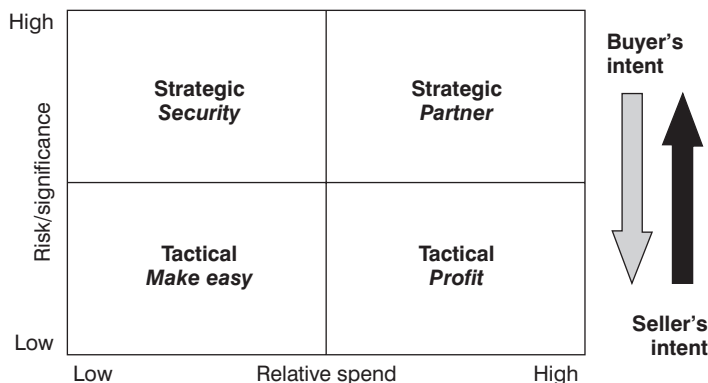 High
Buyer's
intent
Strategic
Security
Strategic
Partner
Risk/significance
Tactical
Make easy
Tactical
Profit
Seller's
intent
Low
Low
Relative spend
High